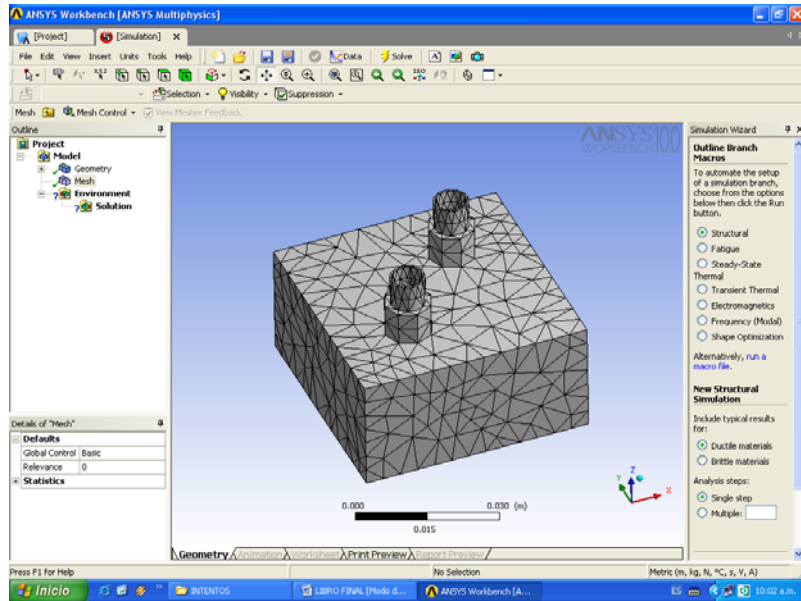 ANSYS Workbench [ANSYS Multiphysics]
[Project]
[Simulation]
File Edit View Insert Units Tools Help
Data
Solve
Selection
Visibility
Suppression
Mesh
Mesh Control
View Mesher Feedback
Outline
Project
Model
Geometry
Mesh
Environment
Solution
Details of "Mesh"
Defaults
Global Control Basic
Relevance 0
Statistics
ANSYS 10.0
WORKBENCH
0.000 0.030 (m)
0.015
Z
Y
X
Geometry Animation Worksheet Print Preview Report Preview
Simulation Wizard
Outline Branch
Macros
To automate the setup
of a simulation branch,
choose from the options
below then click the Run
button.
Structural
Fatigue
Steady-State
Thermal
Transient Thermal
Electromagnetics
Frequency (Modal)
Shape Optimization
Alternatively, run a
macro file.
New Structural
Simulation
Include typical results
for:
Ductile materials
Brittle materials
Analysis steps:
Single step
Multiple:
Press F1 for Help
No Selection
Metric (m, kg, N, °C, s, V, A)
Inicio
INTENTOS
LIBRO FINAL [Modo d...
ANSYS Workbench [A...
ES
10:02 a.m.